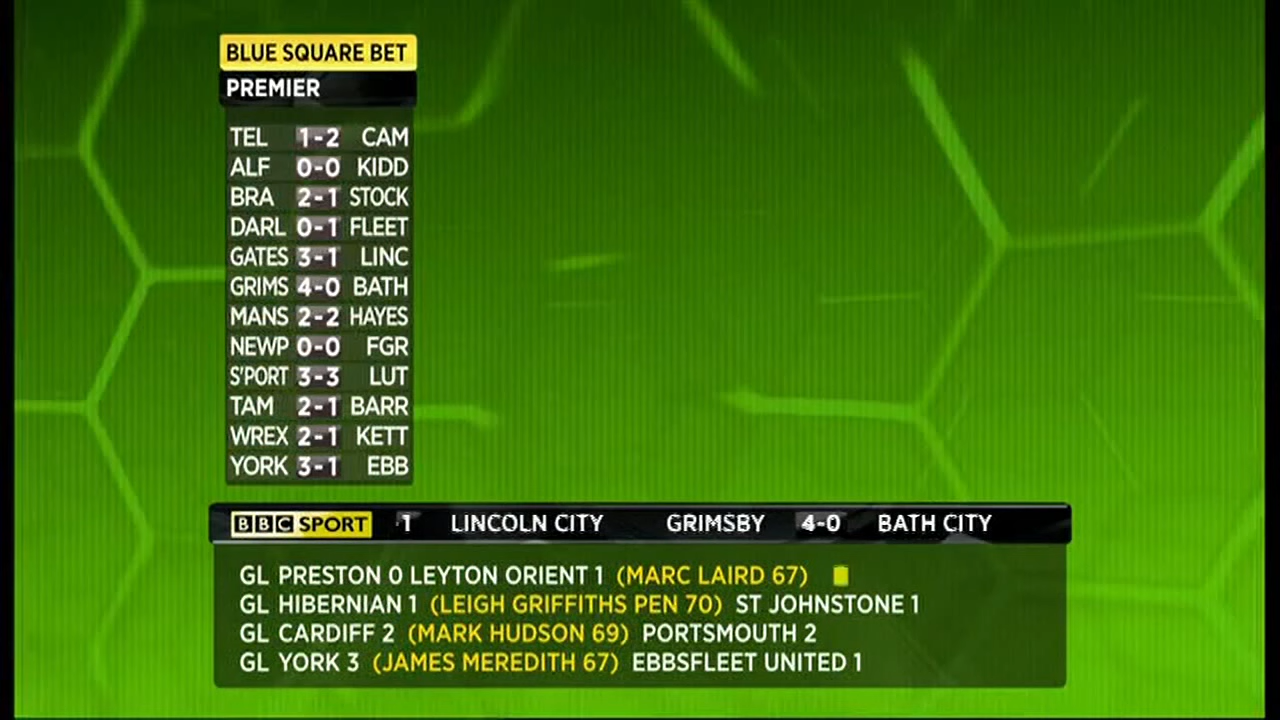 BLUE SQUARE BET
PREMIER
TEL 1-2 CAM
ALF 0-0 KIDD
BRA 2-1 STOCK
DARL 0-1 FLEET
GATES 3-1 LINC
GRIMS 4-0 BATH
MANS 2-2 HAYES
NEWP 0-0 FGR
S'PORT 3-3 LUT
TAM 2-1 BARR
WREX 2-1 KETT
YORK 3-1 EBB
BBC SPORT 1 LINCOLN CITY GRIMSBY 4-0 BATH CITY
GL PRESTON 0 LEYTON ORIENT 1 (MARC LAIRD 67)
GL HIBERNIAN 1 (LEIGH GRIFFITHS PEN 70) ST JOHNSTONE 1
GL CARDIFF 2 (MARK HUDSON 69) PORTSMOUTH 2
GL YORK 3 (JAMES MEREDITH 67) EBBSFLEET UNITED 1